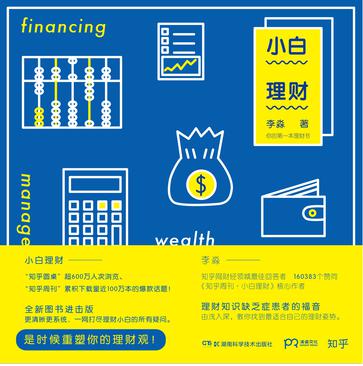 financing
小白
理财
李淼 著
你的第一本理财书
$
manage
wealth
小白理财
“知乎圆桌”超600万人次浏览、
“知乎周刊”累积下载量近100万本的爆款话题!
全新图书进击版
更清晰更系统,一网打尽理财小白的所有疑问。
是时候重塑你的理财观!
李淼
知乎网财经领域最佳回答者 160383个赞同
《知乎周刊·小白理财》核心作者
理财知识缺乏症患者的福音
由浅入深,教你找到最适合自己的理财姿势。
湖南科学技术出版社
知乎